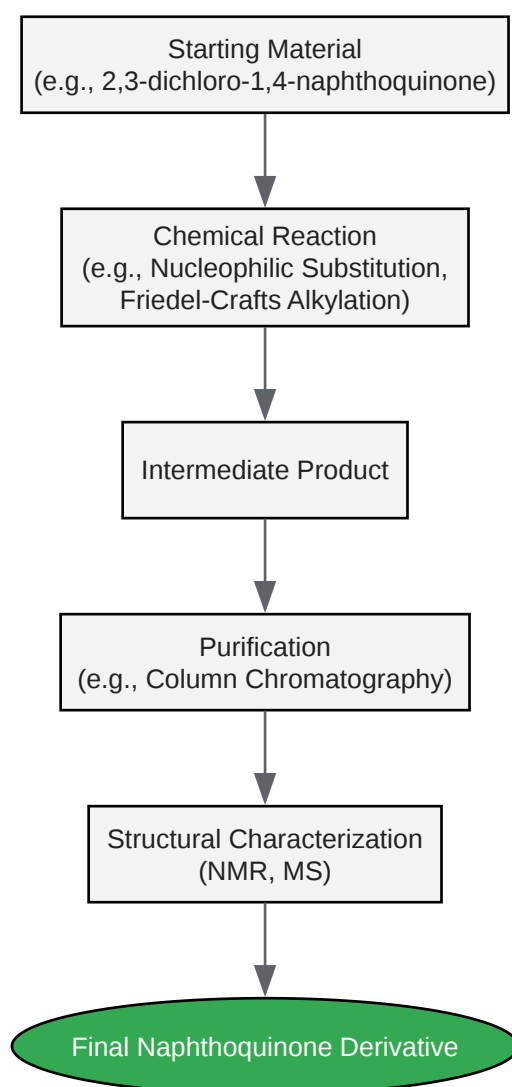 Starting Material
(e.g., 2,3-dichloro-1,4-naphthoquinone)
Chemical Reaction
(e.g., Nucleophilic Substitution,
Friedel-Crafts Alkylation)
Intermediate Product
Purification
(e.g., Column Chromatography)
Structural Characterization
(NMR, MS)
Final Naphthoquinone Derivative